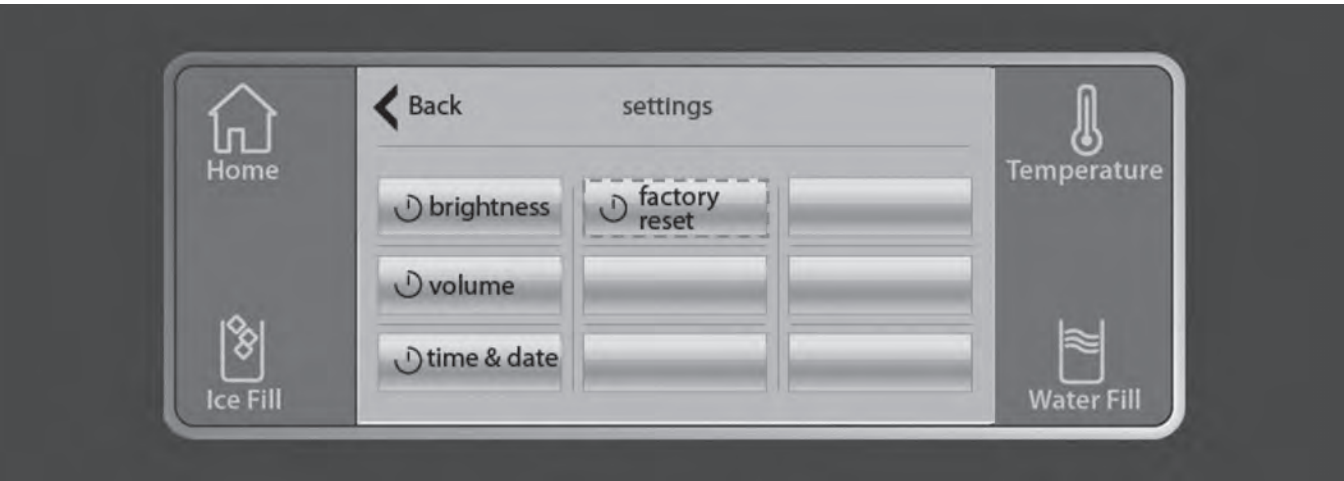 Home
Back
settings
Temperature
brightness
factory
reset
volume
time & date
Ice Fill
Water Fill